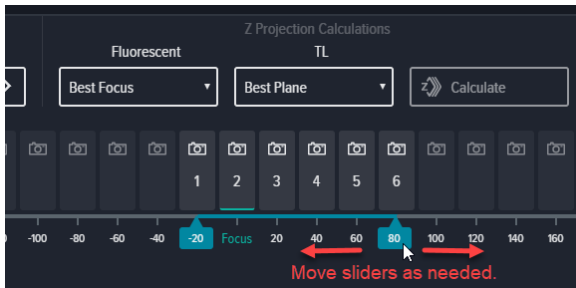 Z Projection Calculations
Fluorescent TL
Best Focus Best Plane Calculate
1 2 3 4 5 6
-100 -80 -60 -40 -20 Focus 20 40 60 80 100 120 140 160
Move sliders as needed.